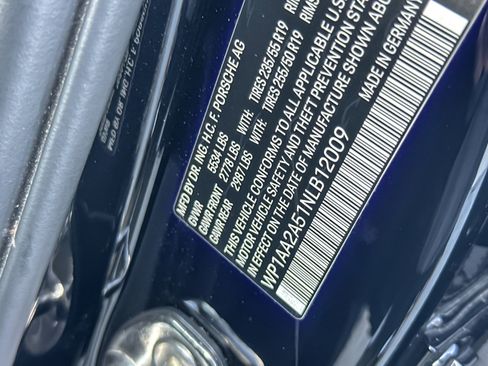 MFD BY DR. ING. H.C. F. PORSCHE AG
GVWR 5534 LBS
GAWR FRONT 2778 LBS WITH: TIRES 235/55 R19 RIMS
GAWR REAR 2987 LBS WITH: TIRES 255/50 R19 RIMS
THIS VEHICLE CONFORMS TO ALL APPLICABLE U.S.
MOTOR VEHICLE SAFETY AND THEFT PREVENTION STA
IN EFFECT ON THE DATE OF MANUFACTURE SHOWN ABO
WP1AA2A51NLB12009 MADE IN GERMANY